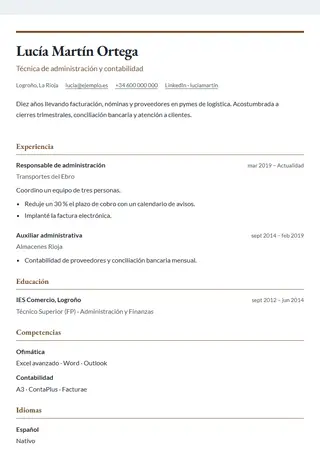 Lucía Martín Ortega
Técnica de administración y contabilidad
Logroño, La Rioja lucia@ejemplo.es +34 600 000 000 LinkedIn · luciamartin
Diez años llevando facturación, nóminas y proveedores en pymes de logística. Acostumbrada a
cierres trimestrales, conciliación bancaria y atención a clientes.
Experiencia
Responsable de administración mar 2019 – Actualidad
Transportes del Ebro
Coordino un equipo de tres personas.
• Reduje un 30 % el plazo de cobro con un calendario de avisos.
• Implanté la factura electrónica.
Auxiliar administrativa sept 2014 – feb 2019
Almacenes Rioja
• Contabilidad de proveedores y conciliación bancaria mensual.
Educación
IES Comercio, Logroño sept 2012 – jun 2014
Técnico Superior (FP) · Administración y Finanzas
Competencias
Ofimática
Excel avanzado · Word · Outlook
Contabilidad
A3 · ContaPlus · Facturae
Idiomas
Español
Nativo